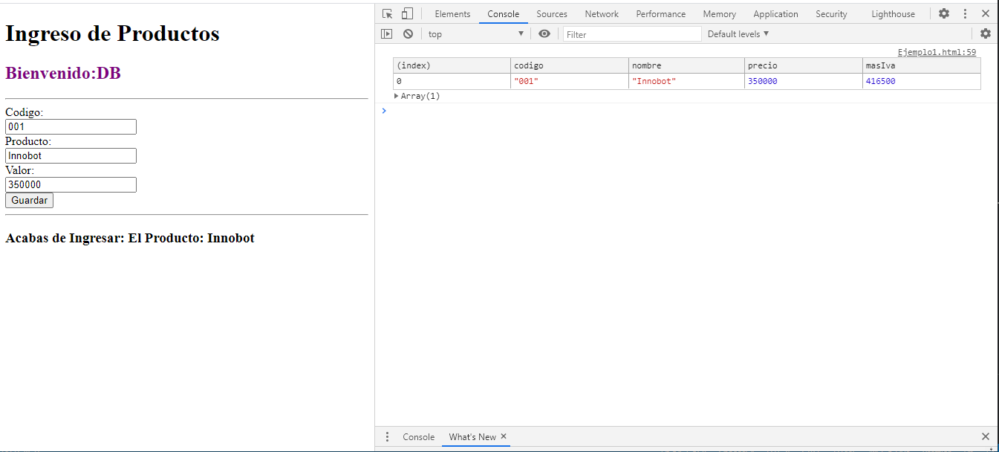 Ingreso de Productos
Bienvenido:DB
Codigo:
001
Producto:
Innobot
Valor:
350000
Guardar
Acabas de Ingresar: El Producto: Innobot
Elements Console Sources Network Performance Memory Application Security Lighthouse
top Filter Default levels
Ejemplo1.html:59
(index) codigo nombre precio masIva
0 "001" "Innobot" 350000 416500
Array(1)
Console What's New